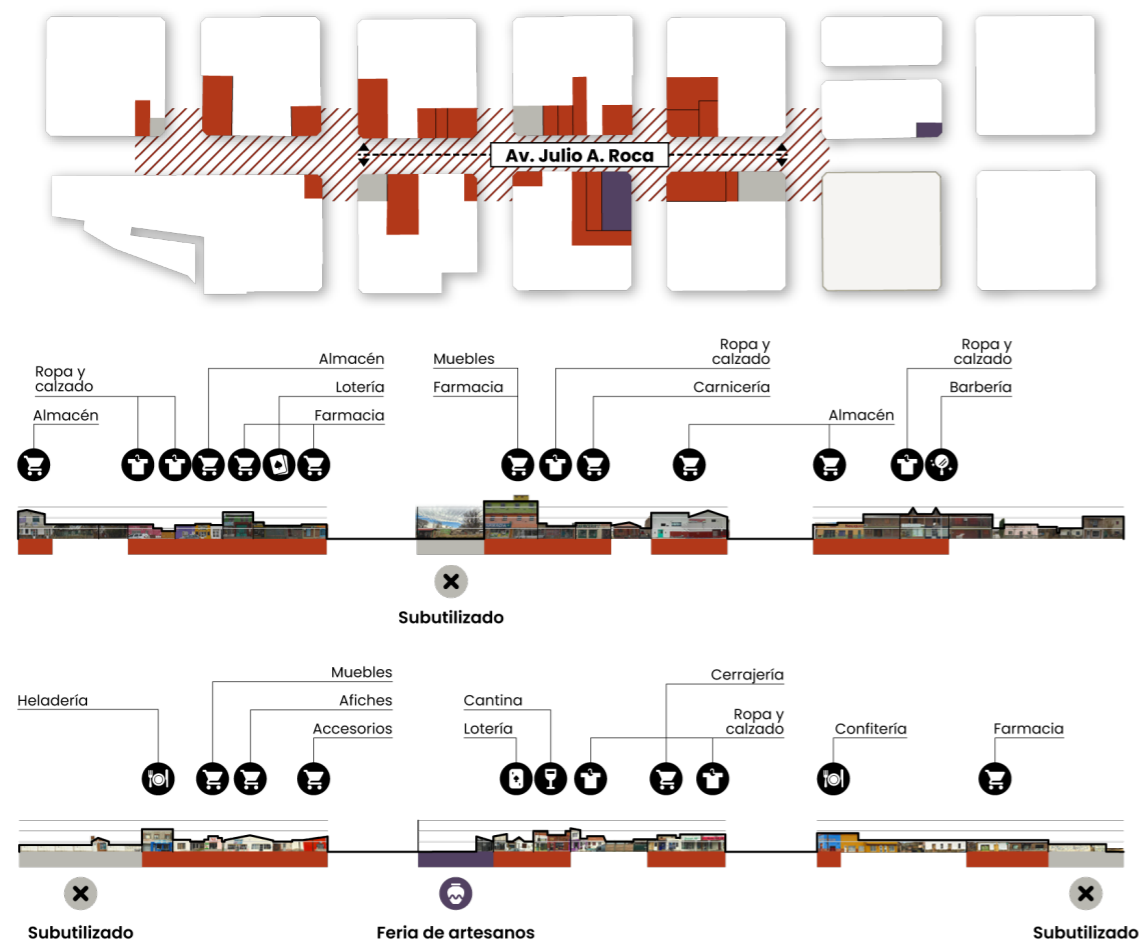 Av. Julio A. Roca
Almacén
Muebles
Ropa y
calzado
Ropa y
calzado
Ropa y
calzado
Lotería
Farmacia
Carnicería
Barbería
Almacén
Farmacia
Almacén
Subutilizado
Muebles
Cerrajería
Heladería
Afiches
Cantina
Ropa y
calzado
Accesorios
Lotería
Confitería
Farmacia
Subutilizado
Feria de artesanos
Subutilizado